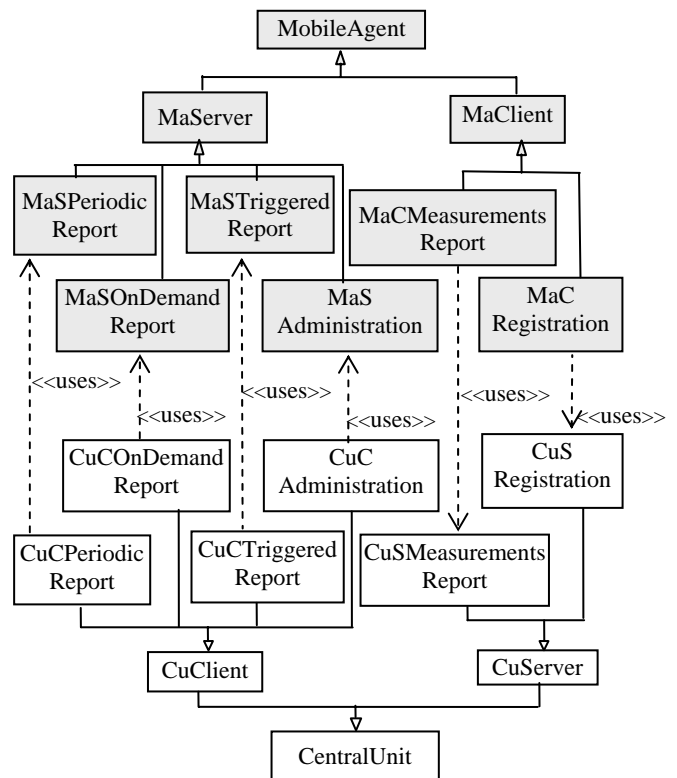 MobileAgent
MaServer
MaClient
MaSPeriodic
Report
MaSTriggered
Report
MaCMeasurements
Report
MaSOnDemand
Report
MaS
Administration
MaC
Registration
<<uses>>
<<uses>>
<<uses>>
<<uses>>
<<uses>>
<<uses>>
CuCOnDemand
Report
CuC
Administration
CuS
Registration
CuCPeriodic
Report
CuCTriggered
Report
CuSMeasurements
Report
CuClient
CuServer
CentralUnit